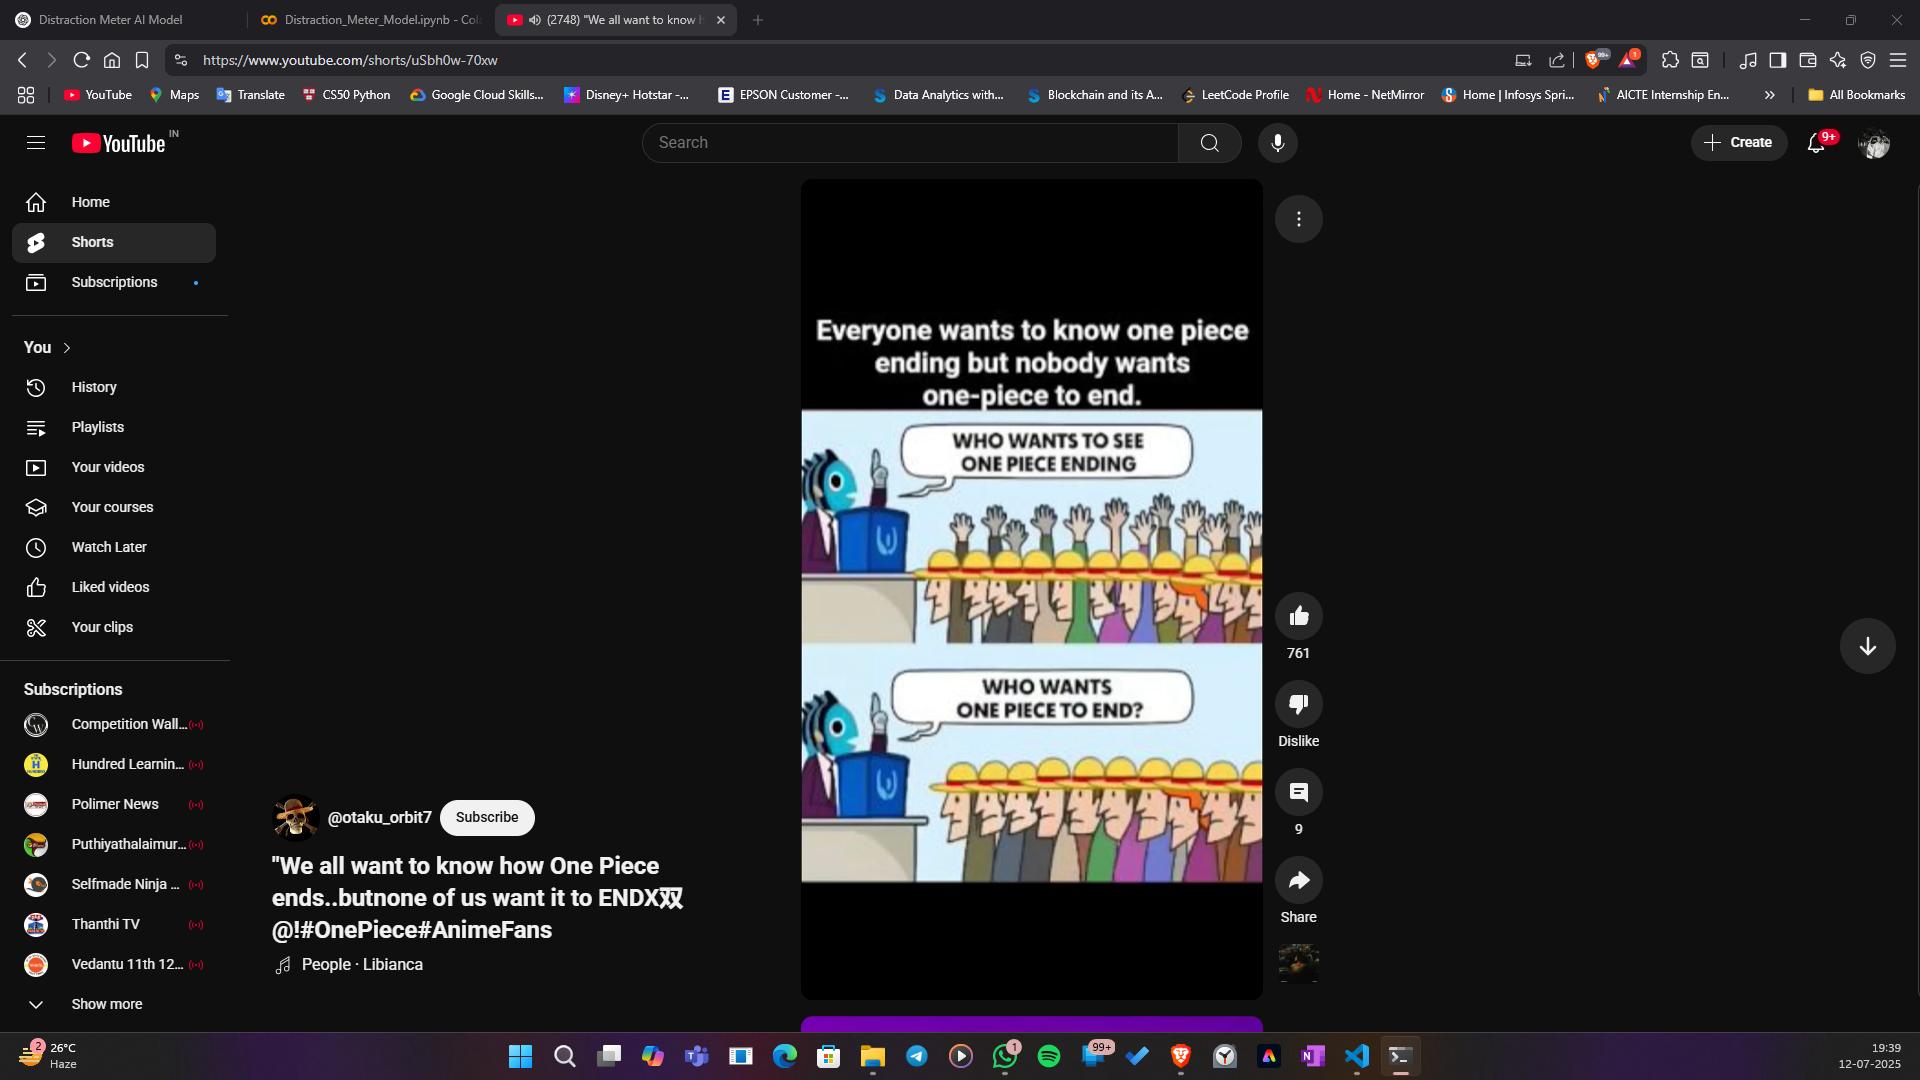 Distraction Meter AI Model
Distraction_Meter_Model.ipynb - Col
(2748) "We all want to know h
https://www.youtube.com/shorts/uSbh0w-70xw
99+
1
YouTube
Maps
Translate
CS50 Python
Google Cloud Skills...
Disney+ Hotstar -...
EPSON Customer -...
Data Analytics with...
Blockchain and its A...
LeetCode Profile
Home - NetMirror
Home | Infosys Spri...
AICTE Internship En...
All Bookmarks
YouTube IN
Search
Create
9+
Home
Shorts
Subscriptions
You
History
Playlists
Your videos
Your courses
Watch Later
Liked videos
Your clips
Subscriptions
Competition Wall...
Hundred Learnin...
Polimer News
Puthiyathalaimur...
Selfmade Ninja ...
Thanthi TV
Vedantu 11th 12...
Show more
Everyone wants to know one piece
ending but nobody wants
one-piece to end.
WHO WANTS TO SEE
ONE PIECE ENDING
WHO WANTS
ONE PIECE TO END?
@otaku_orbit7
Subscribe
"We all want to know how One Piece
ends..butnone of us want it to ENDX双
@!#OnePiece#AnimeFans
People · Libianca
761
Dislike
9
Share
2
26°C
Haze
1
99+
19:39
12-07-2025